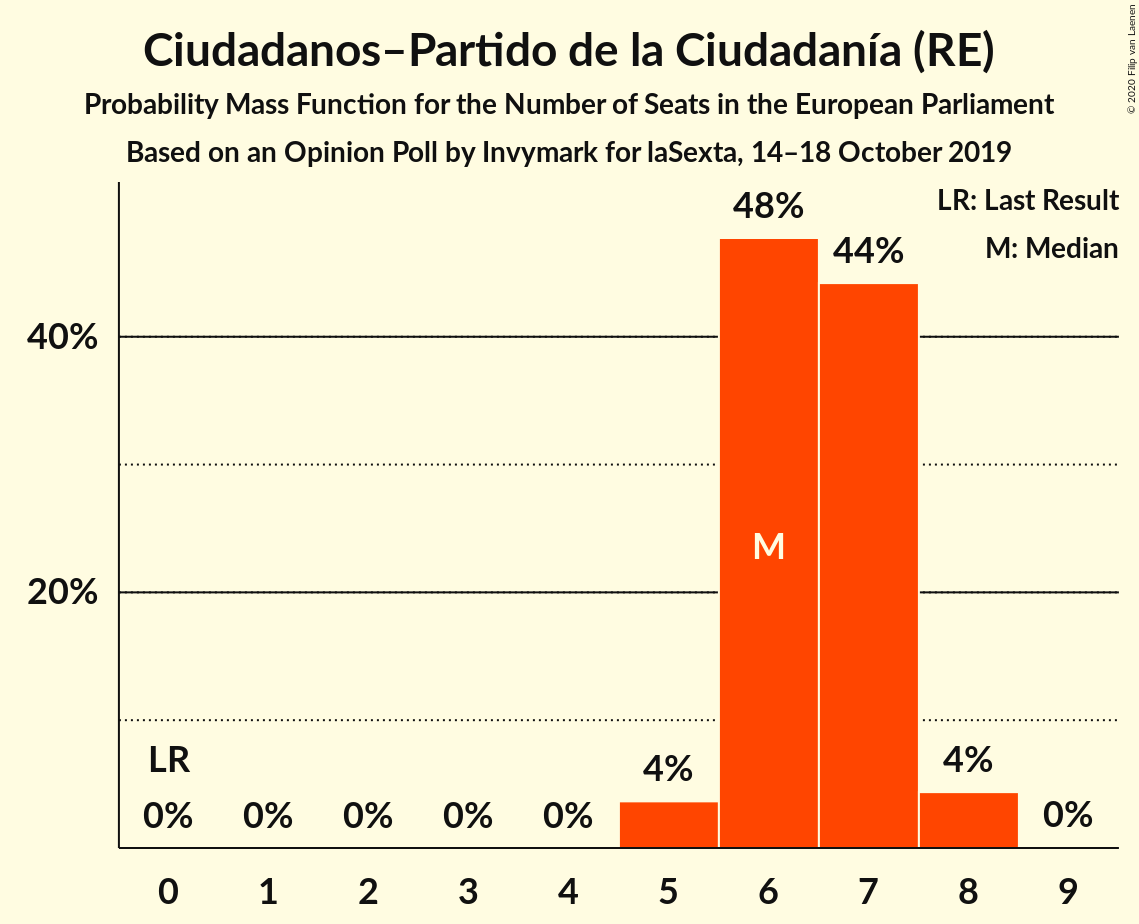 Ciudadanos–Partido de la Ciudadanía (RE)
Probability Mass Function for the Number of Seats in the European Parliament
Based on an Opinion Poll by Invymark for laSexta, 14–18 October 2019
© 2020 Filip van Laenen
LR: Last Result
M: Median
48%
44%
40%
M
20%
LR
0% 0% 0% 0% 0% 4% 4% 0%
0 1 2 3 4 5 6 7 8 9